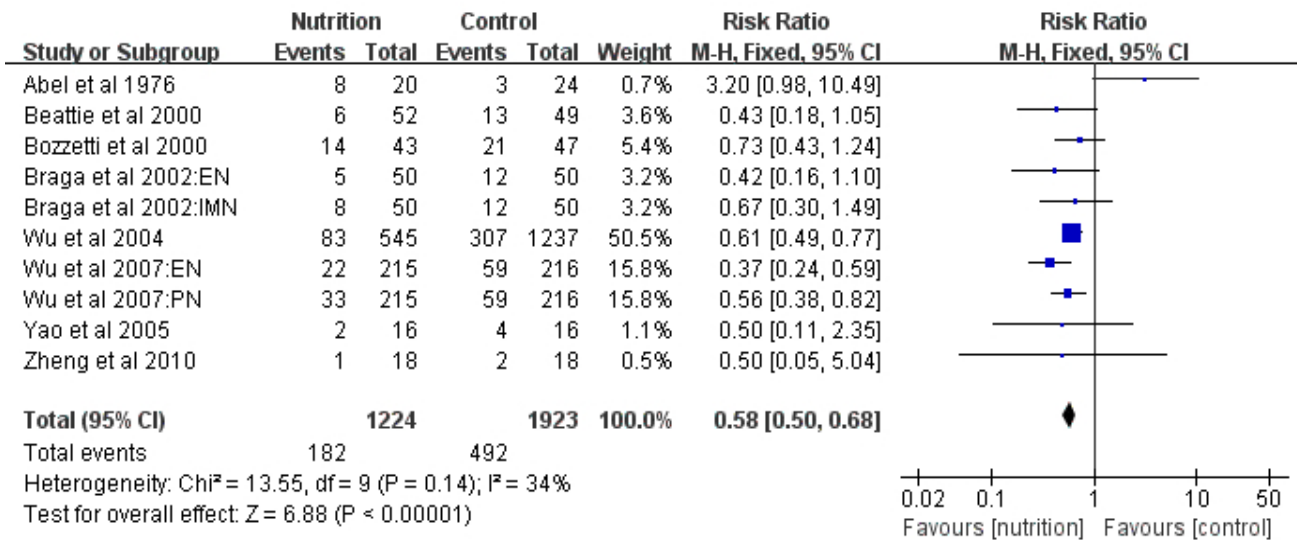 Nutrition Control Risk Ratio Risk Ratio
Study or Subgroup Events Total Events Total Weight M-H, Fixed, 95% CI M-H, Fixed, 95% CI
Abel et al 1976 8 20 3 24 0.7% 3.20 [0.98, 10.49]
Beattie et al 2000 6 52 13 49 3.6% 0.43 [0.18, 1.05]
Bozzetti et al 2000 14 43 21 47 5.4% 0.73 [0.43, 1.24]
Braga et al 2002:EN 5 50 12 50 3.2% 0.42 [0.16, 1.10]
Braga et al 2002:IMN 8 50 12 50 3.2% 0.67 [0.30, 1.49]
Wu et al 2004 83 545 307 1237 50.5% 0.61 [0.49, 0.77]
Wu et al 2007:EN 22 215 59 216 15.8% 0.37 [0.24, 0.59]
Wu et al 2007:PN 33 215 59 216 15.8% 0.56 [0.38, 0.82]
Yao et al 2005 2 16 4 16 1.1% 0.50 [0.11, 2.35]
Zheng et al 2010 1 18 2 18 0.5% 0.50 [0.05, 5.04]
Total (95% CI) 1224 1923 100.0% 0.58 [0.50, 0.68]
Total events 182 492
Heterogeneity: Chi² = 13.55, df = 9 (P = 0.14); I² = 34%
Test for overall effect: Z = 6.88 (P < 0.00001)
0.02 0.1 1 10 50
Favours [nutrition] Favours [control]